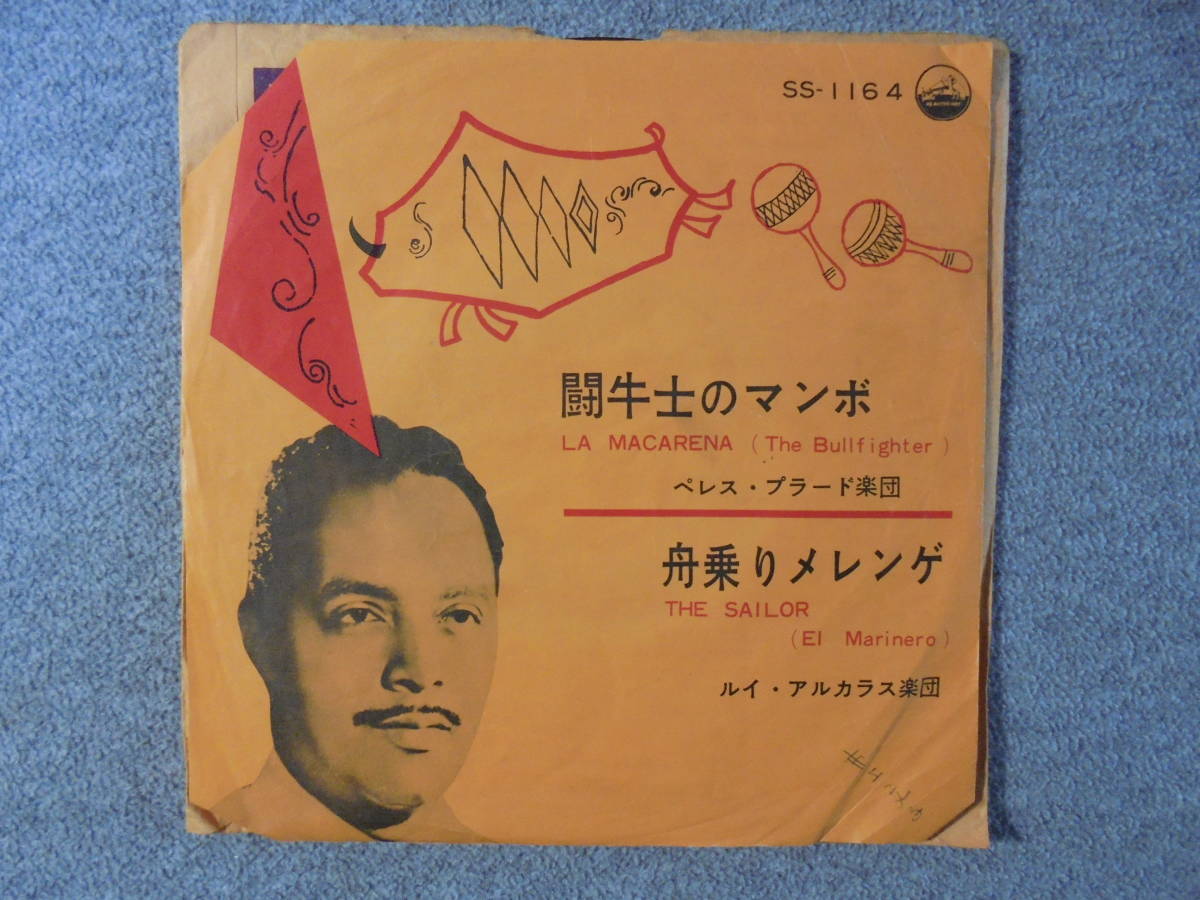 SS-1164
闘牛士のマンボ
LA MACARENA (The Bullfighter)
ペレス・プラード楽団
舟乗りメレンゲ
THE SAILOR
(El Marinero)
ルイ・アルカラス楽団